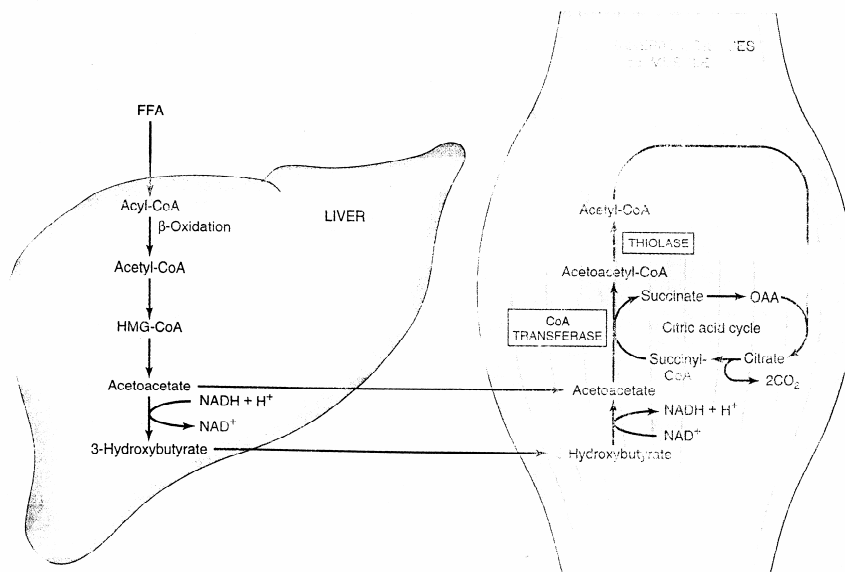 FFA
Acyl-CoA
β-Oxidation
LIVER
Acetyl-CoA
HMG-CoA
Acetoacetate
NADH + H⁺
NAD⁺
3-Hydroxybutyrate
Acetyl-CoA
THIOLASE
Acetoacetyl-CoA
Succinate
OAA
CoA
TRANSFERASE
Citric acid cycle
Succinyl-
CoA
Citrate
2CO₂
Acetoacetate
NADH + H⁺
NAD⁺
Hydroxybutyrate